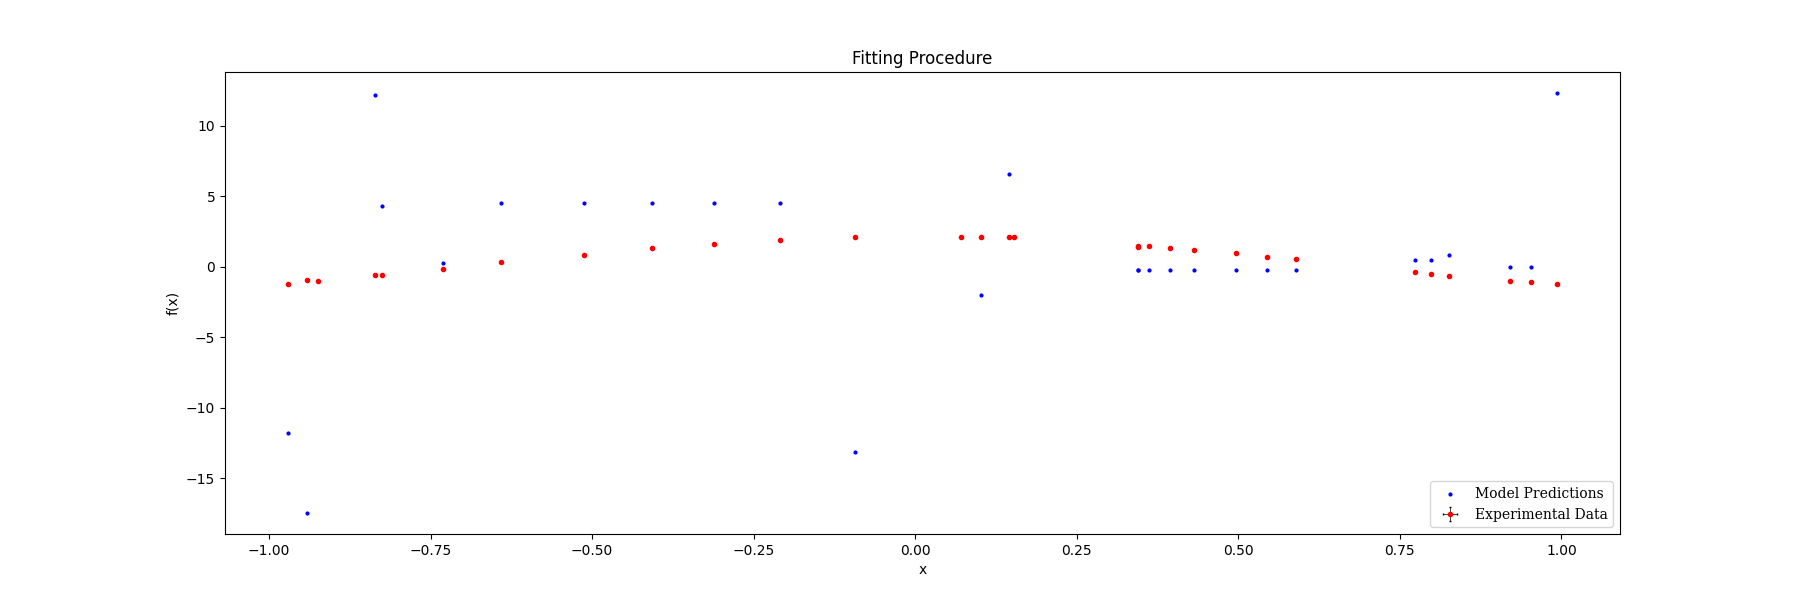 Fitting Procedure
f(x)
10
5
0
−5
−10
−15
Model Predictions
Experimental Data
−1.00 −0.75 −0.50 −0.25 0.00 0.25 0.50 0.75 1.00
x